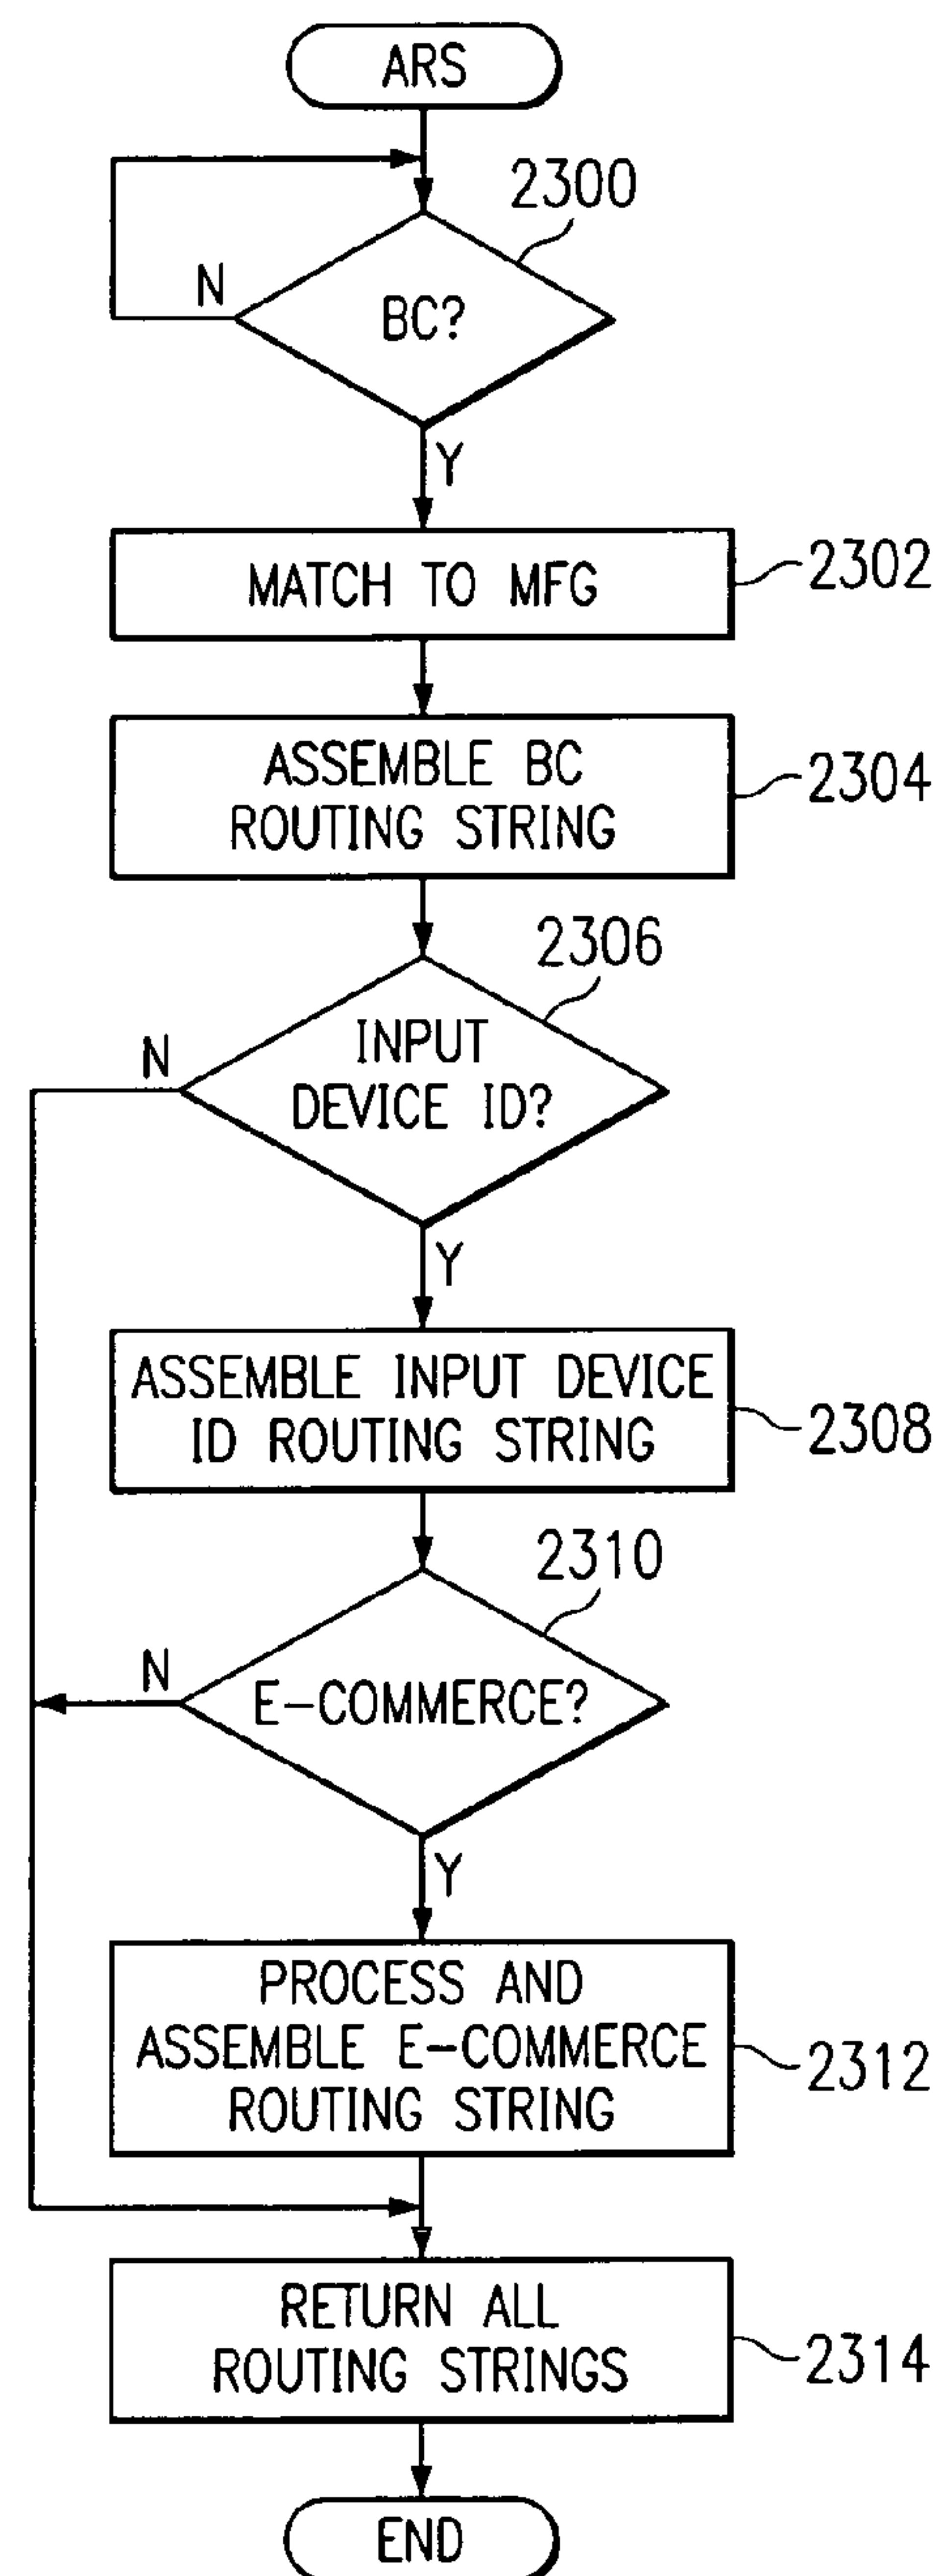 ARS
2300
N
BC?
Y
MATCH TO MFG
2302
ASSEMBLE BC
ROUTING STRING
2304
2306
N
INPUT
DEVICE ID?
Y
ASSEMBLE INPUT DEVICE
ID ROUTING STRING
2308
2310
N
E-COMMERCE?
Y
PROCESS AND
ASSEMBLE E-COMMERCE
ROUTING STRING
2312
RETURN ALL
ROUTING STRINGS
2314
END